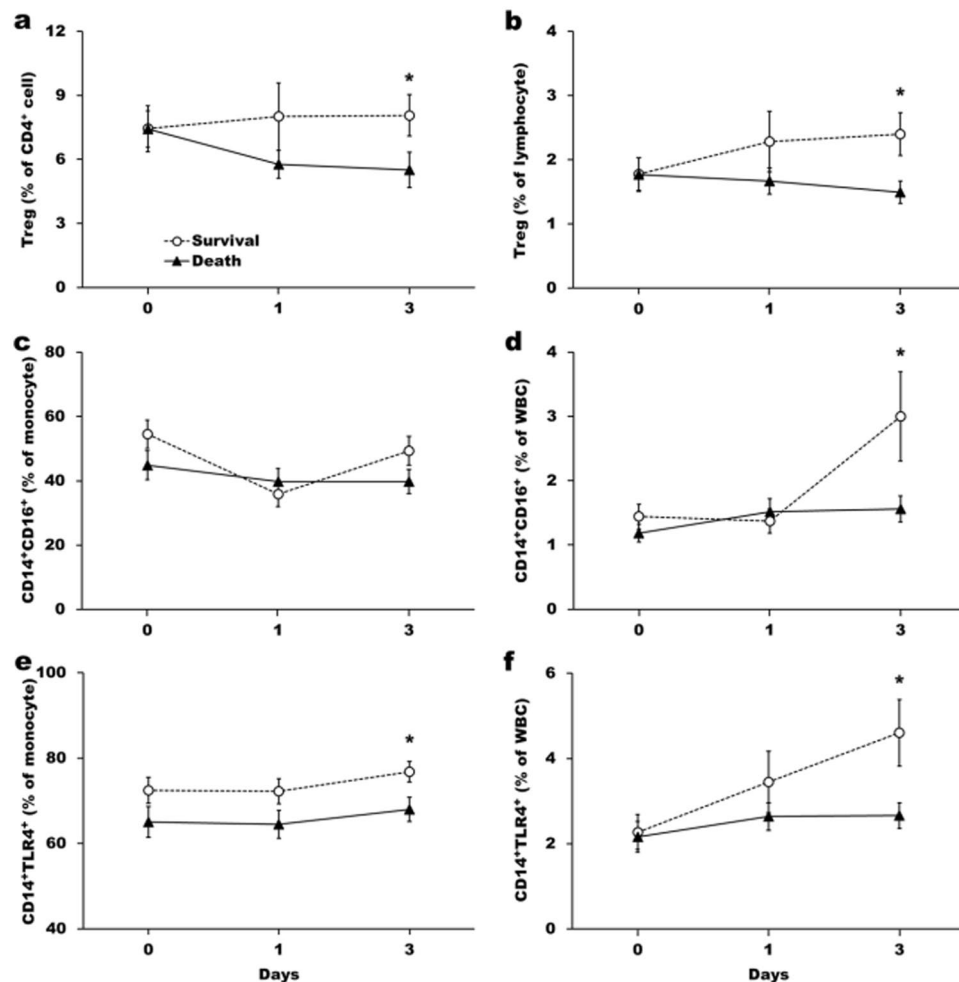 a
Treg (% of CD4⁺ cell)
12
9
6
3
0
*
Survival
Death
0 1 3
b
Treg (% of lymphocyte)
4
3
2
1
0
*
0 1 3
c
CD14⁺CD16⁺ (% of monocyte)
80
60
40
20
0
0 1 3
d
CD14⁺CD16⁺ (% of WBC)
4
3
2
1
0
*
0 1 3
e
CD14⁺TLR4⁺ (% of monocyte)
100
80
60
40
*
0 1 3
Days
f
CD14⁺TLR4⁺ (% of WBC)
6
4
2
0
*
0 1 3
Days